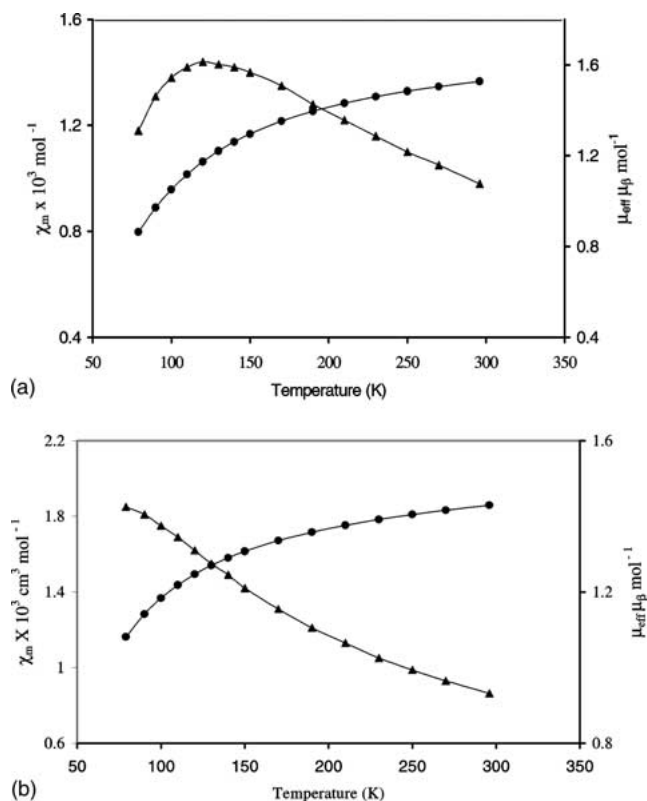 1.6
1.6
1.2
1.2
0.8
0.8
0.4
0.4
χm x 10³ mol⁻¹
μeff μβ mol⁻¹
50 100 150 200 250 300 350
(a) Temperature (K)
2.2
1.6
1.8
1.4
1.2
1
0.6
0.8
χm X 10³ cm³ mol⁻¹
μeff μβ mol⁻¹
50 100 150 200 250 300 350
(b) Temperature (K)